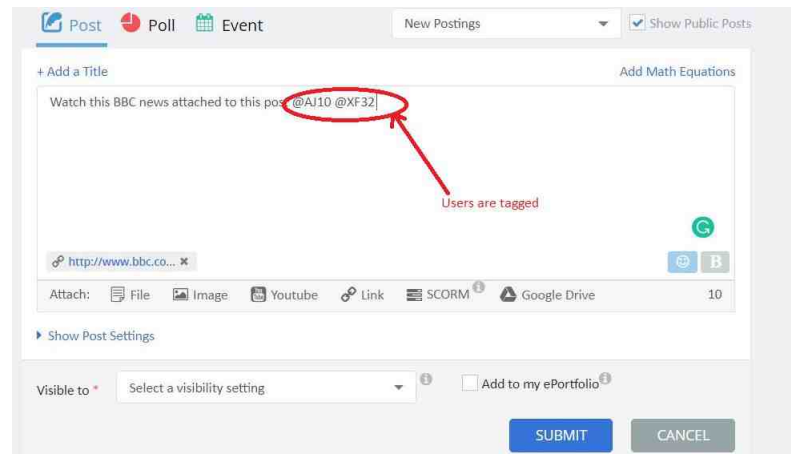 Post Poll Event New Postings Show Public Posts
+ Add a Title Add Math Equations
Watch this BBC news attached to this post @AJ10 @XF32
Users are tagged
G
http://www.bbc.co... ×
B
Attach: File Image Youtube Link SCORM Google Drive 10
Show Post Settings
Visible to * Select a visibility setting Add to my ePortfolio
SUBMIT CANCEL